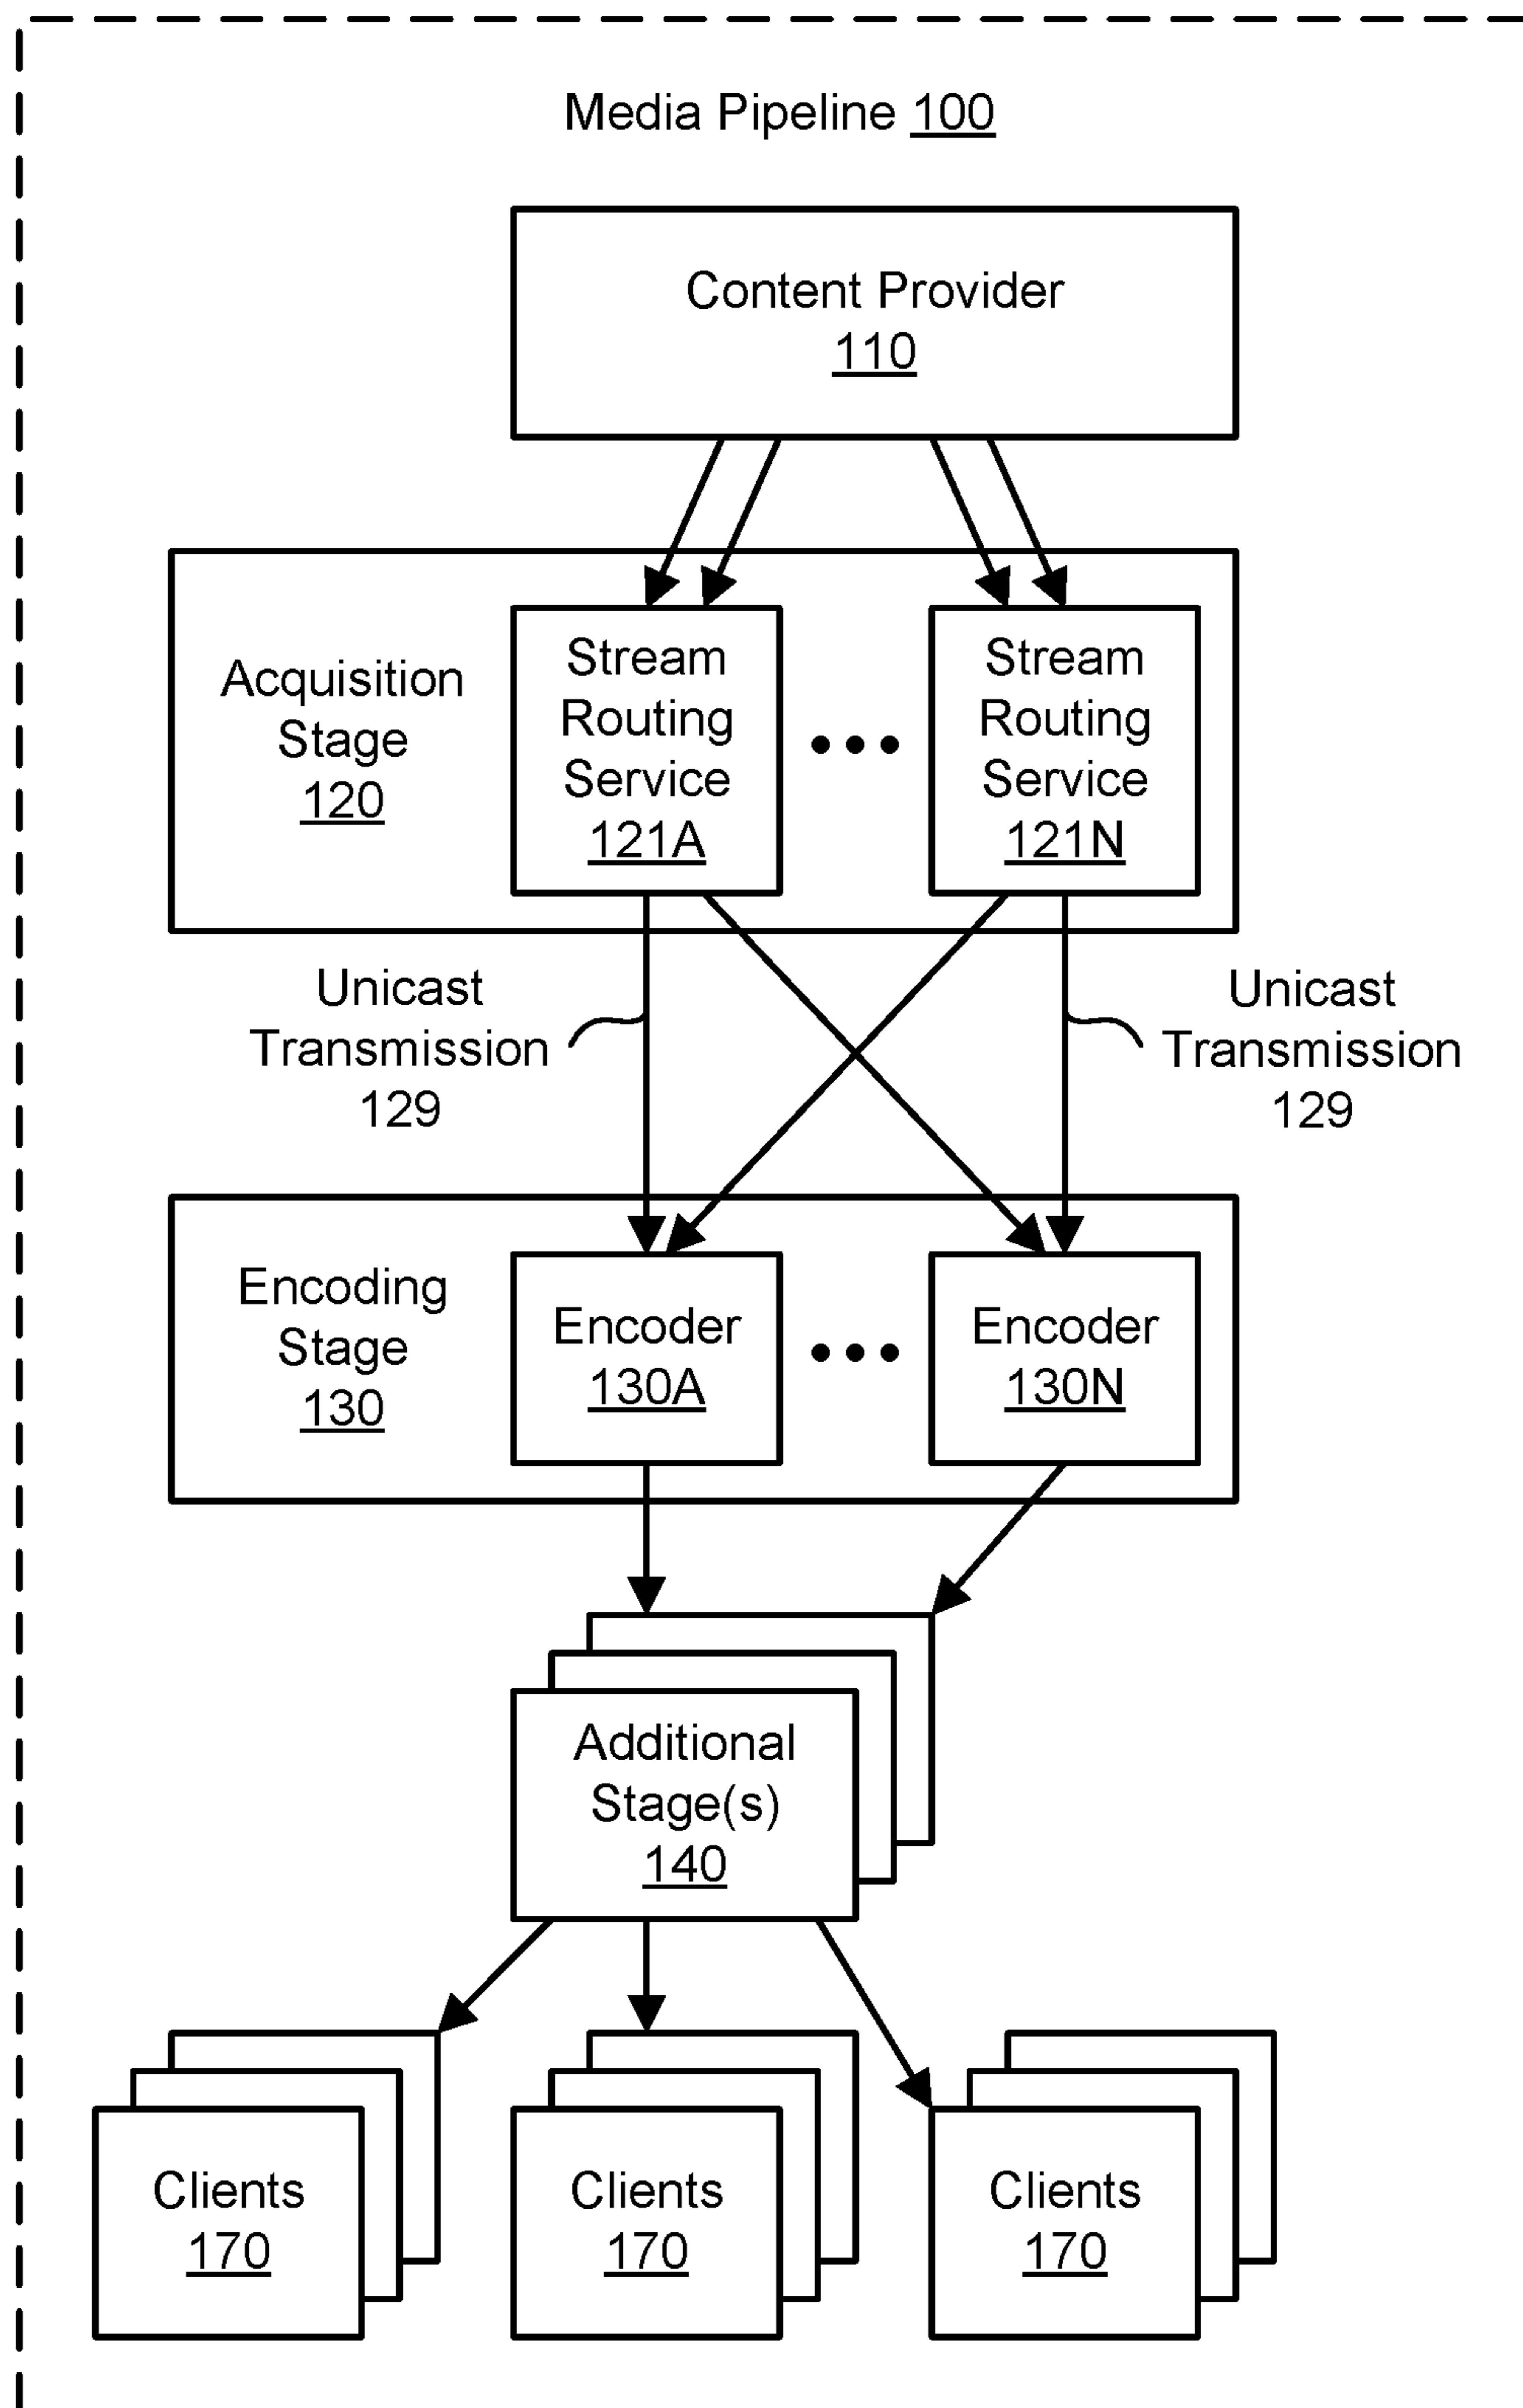 Media Pipeline 100
Content Provider
110
Acquisition
Stage
120
Stream
Routing
Service
121A
Stream
Routing
Service
121N
Unicast
Transmission
129
Unicast
Transmission
129
Encoding
Stage
130
Encoder
130A
Encoder
130N
Additional
Stage(s)
140
Clients
170
Clients
170
Clients
170